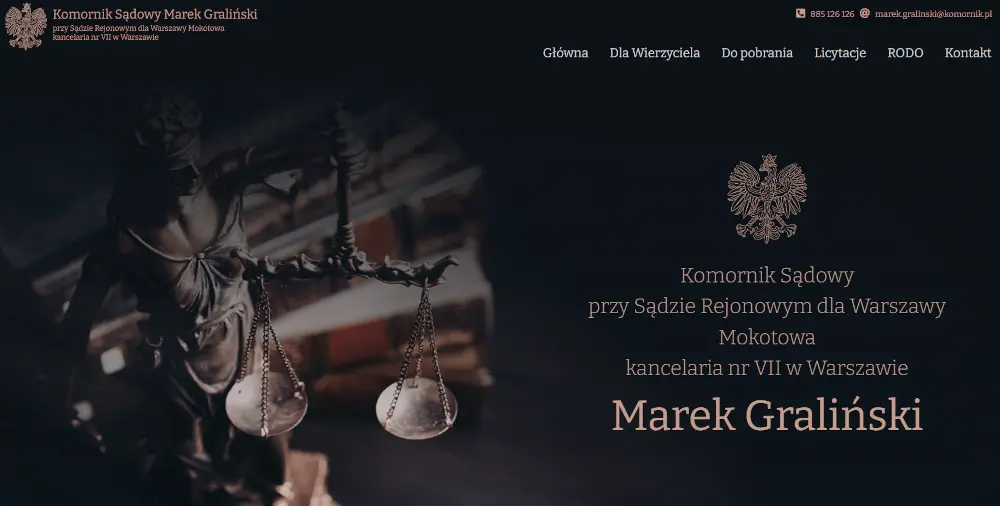 Komornik Sądowy Marek Graliński
przy Sądzie Rejonowym dla Warszawy Mokotowa
kancelaria nr VII w Warszawie
885 126 126 marek.gralinski@komornik.pl
Główna Dla Wierzyciela Do pobrania Licytacje RODO Kontakt
Komornik Sądowy
przy Sądzie Rejonowym dla Warszawy
Mokotowa
kancelaria nr VII w Warszawie
Marek Graliński